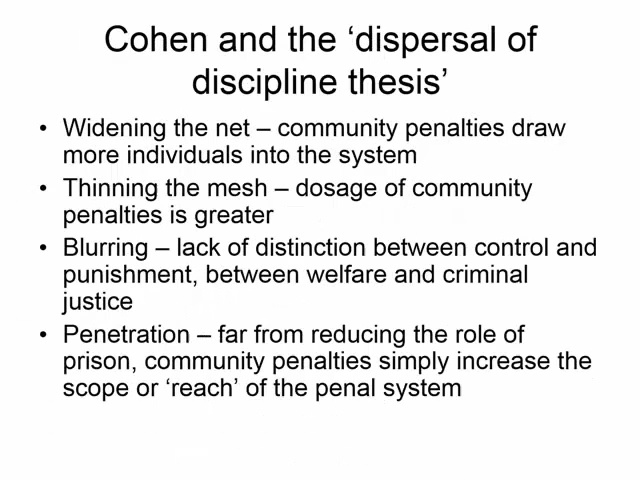 Cohen and the ‘dispersal of
discipline thesis’
• Widening the net – community penalties draw
more individuals into the system
• Thinning the mesh – dosage of community
penalties is greater
• Blurring – lack of distinction between control and
punishment, between welfare and criminal
justice
• Penetration – far from reducing the role of
prison, community penalties simply increase the
scope or ‘reach’ of the penal system